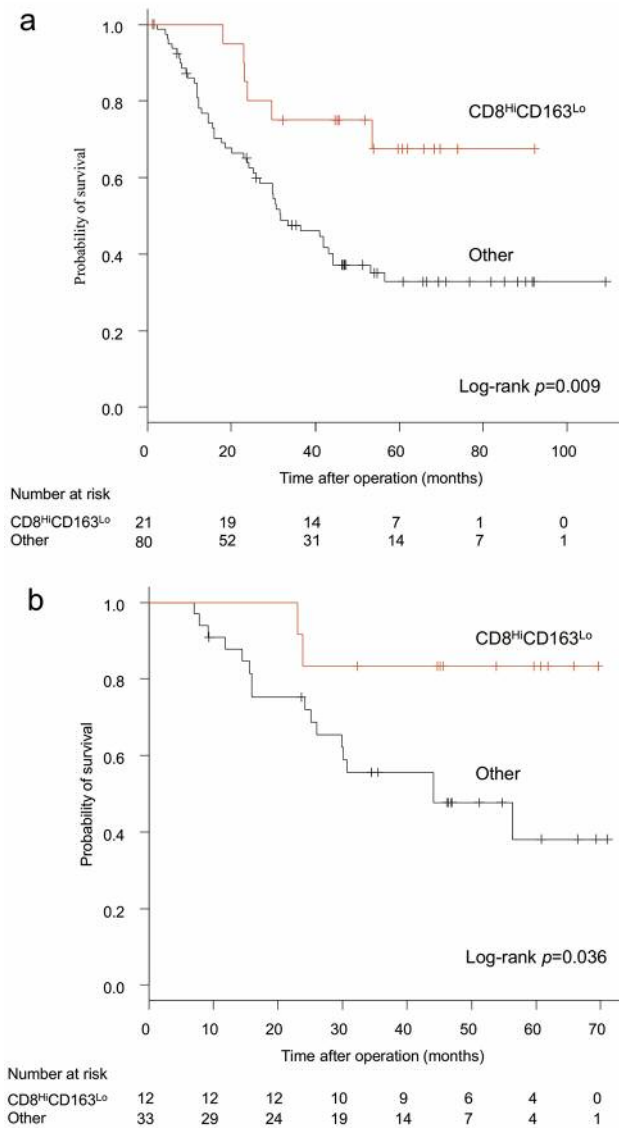 a
1.0
0.8
0.6
0.4
0.2
0.0
Probability of survival
CD8HiCD163Lo
Other
Log-rank p=0.009
0 20 40 60 80 100
Time after operation (months)
Number at risk
CD8HiCD163Lo 21 19 14 7 1 0
Other 80 52 31 14 7 1
b
1.0
0.8
0.6
0.4
0.2
0.0
Probability of survival
CD8HiCD163Lo
Other
Log-rank p=0.036
0 10 20 30 40 50 60 70
Time after operation (months)
Number at risk
CD8HiCD163Lo 12 12 12 10 9 6 4 0
Other 33 29 24 19 14 7 4 1